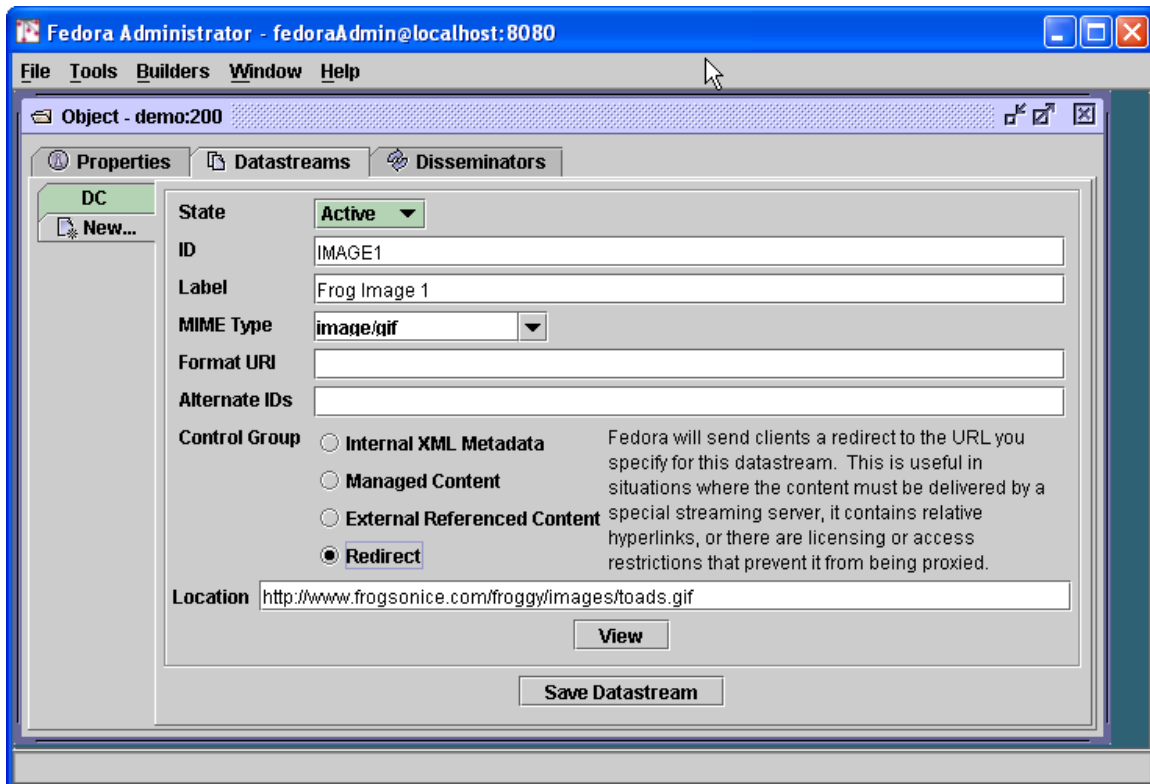 Fedora Administrator - fedoraAdmin@localhost:8080
File Tools Builders Window Help
Object - demo:200
Properties Datastreams Disseminators
DC
New...
State Active
ID IMAGE1
Label Frog Image 1
MIME Type image/gif
Format URI
Alternate IDs
Control Group
Internal XML Metadata
Managed Content
External Referenced Content
Redirect
Fedora will send clients a redirect to the URL you
specify for this datastream. This is useful in
situations where the content must be delivered by a
special streaming server, it contains relative
hyperlinks, or there are licensing or access
restrictions that prevent it from being proxied.
Location http://www.frogsonice.com/froggy/images/toads.gif
View
Save Datastream